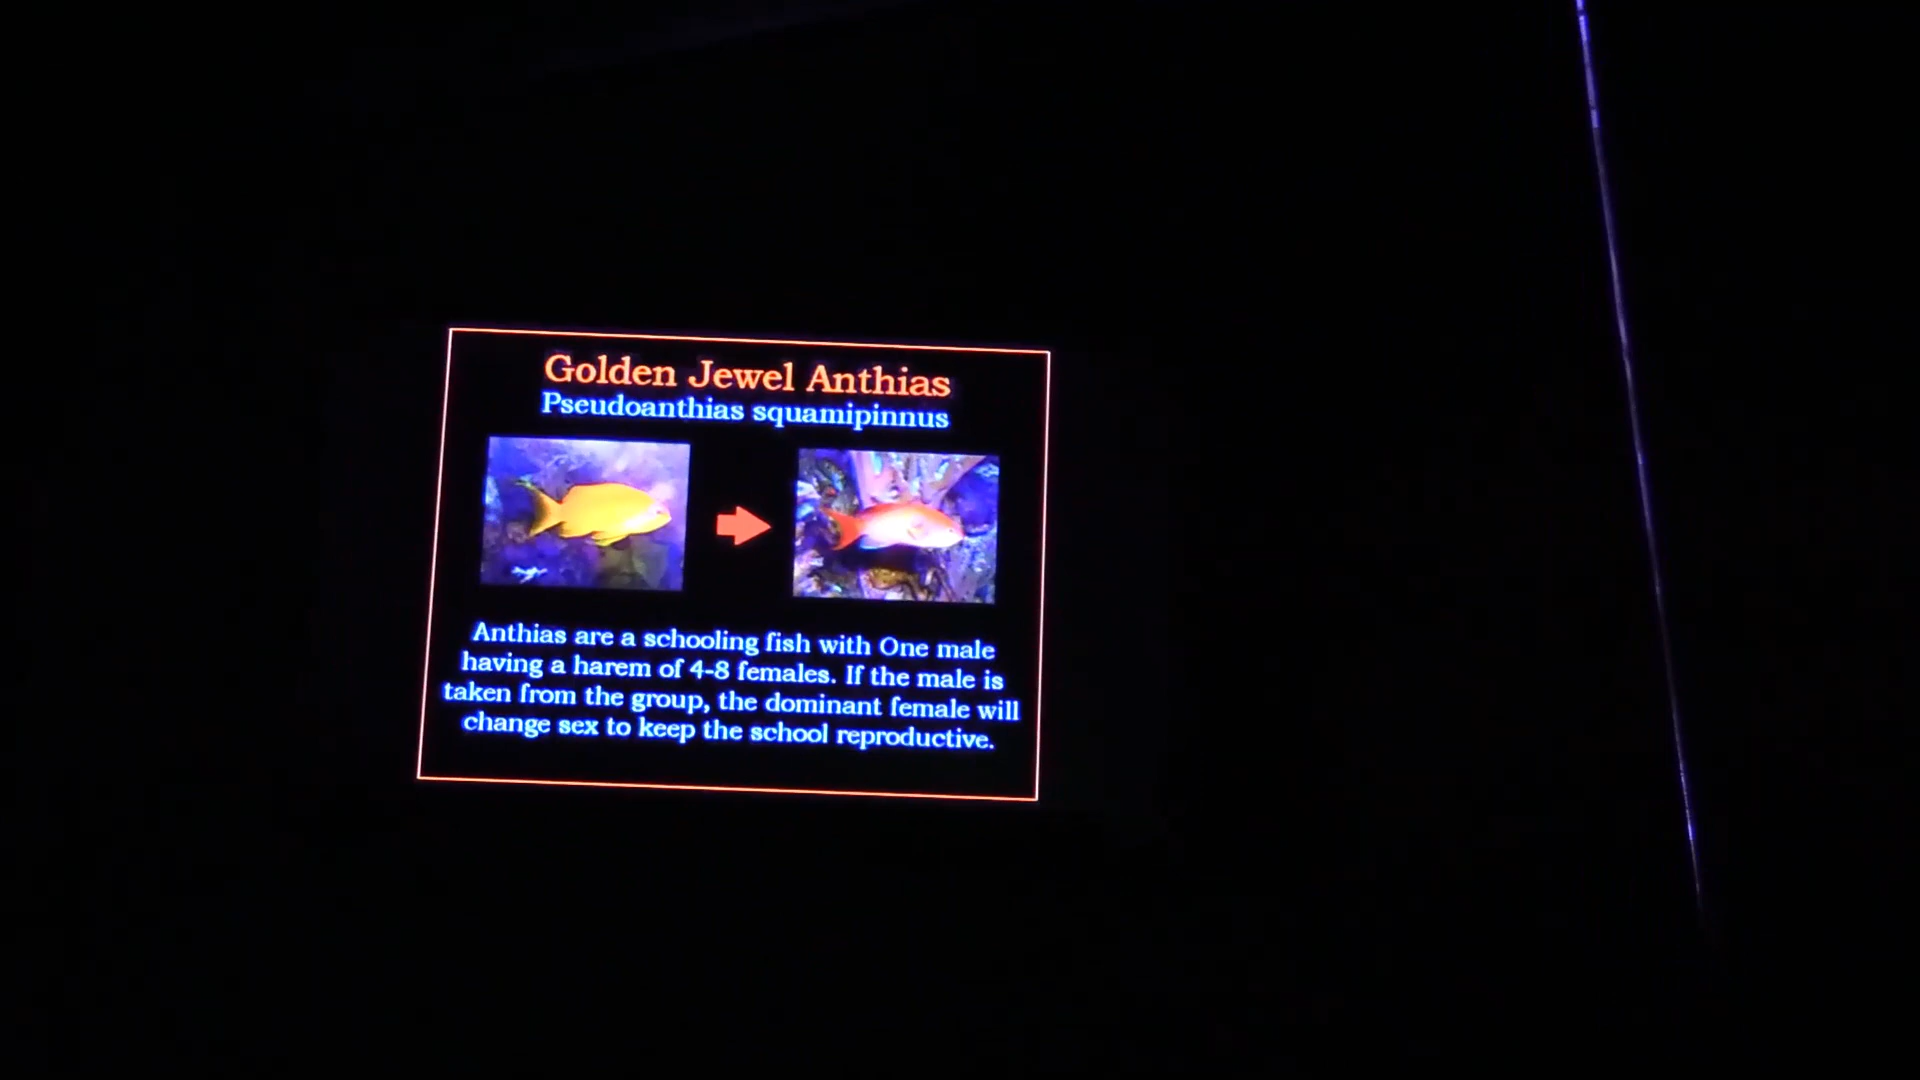 Golden Jewel Anthias
Pseudoanthias squamipinnus
Anthias are a schooling fish with One male
having a harem of 4-8 females. If the male is
taken from the group, the dominant female will
change sex to keep the school reproductive.